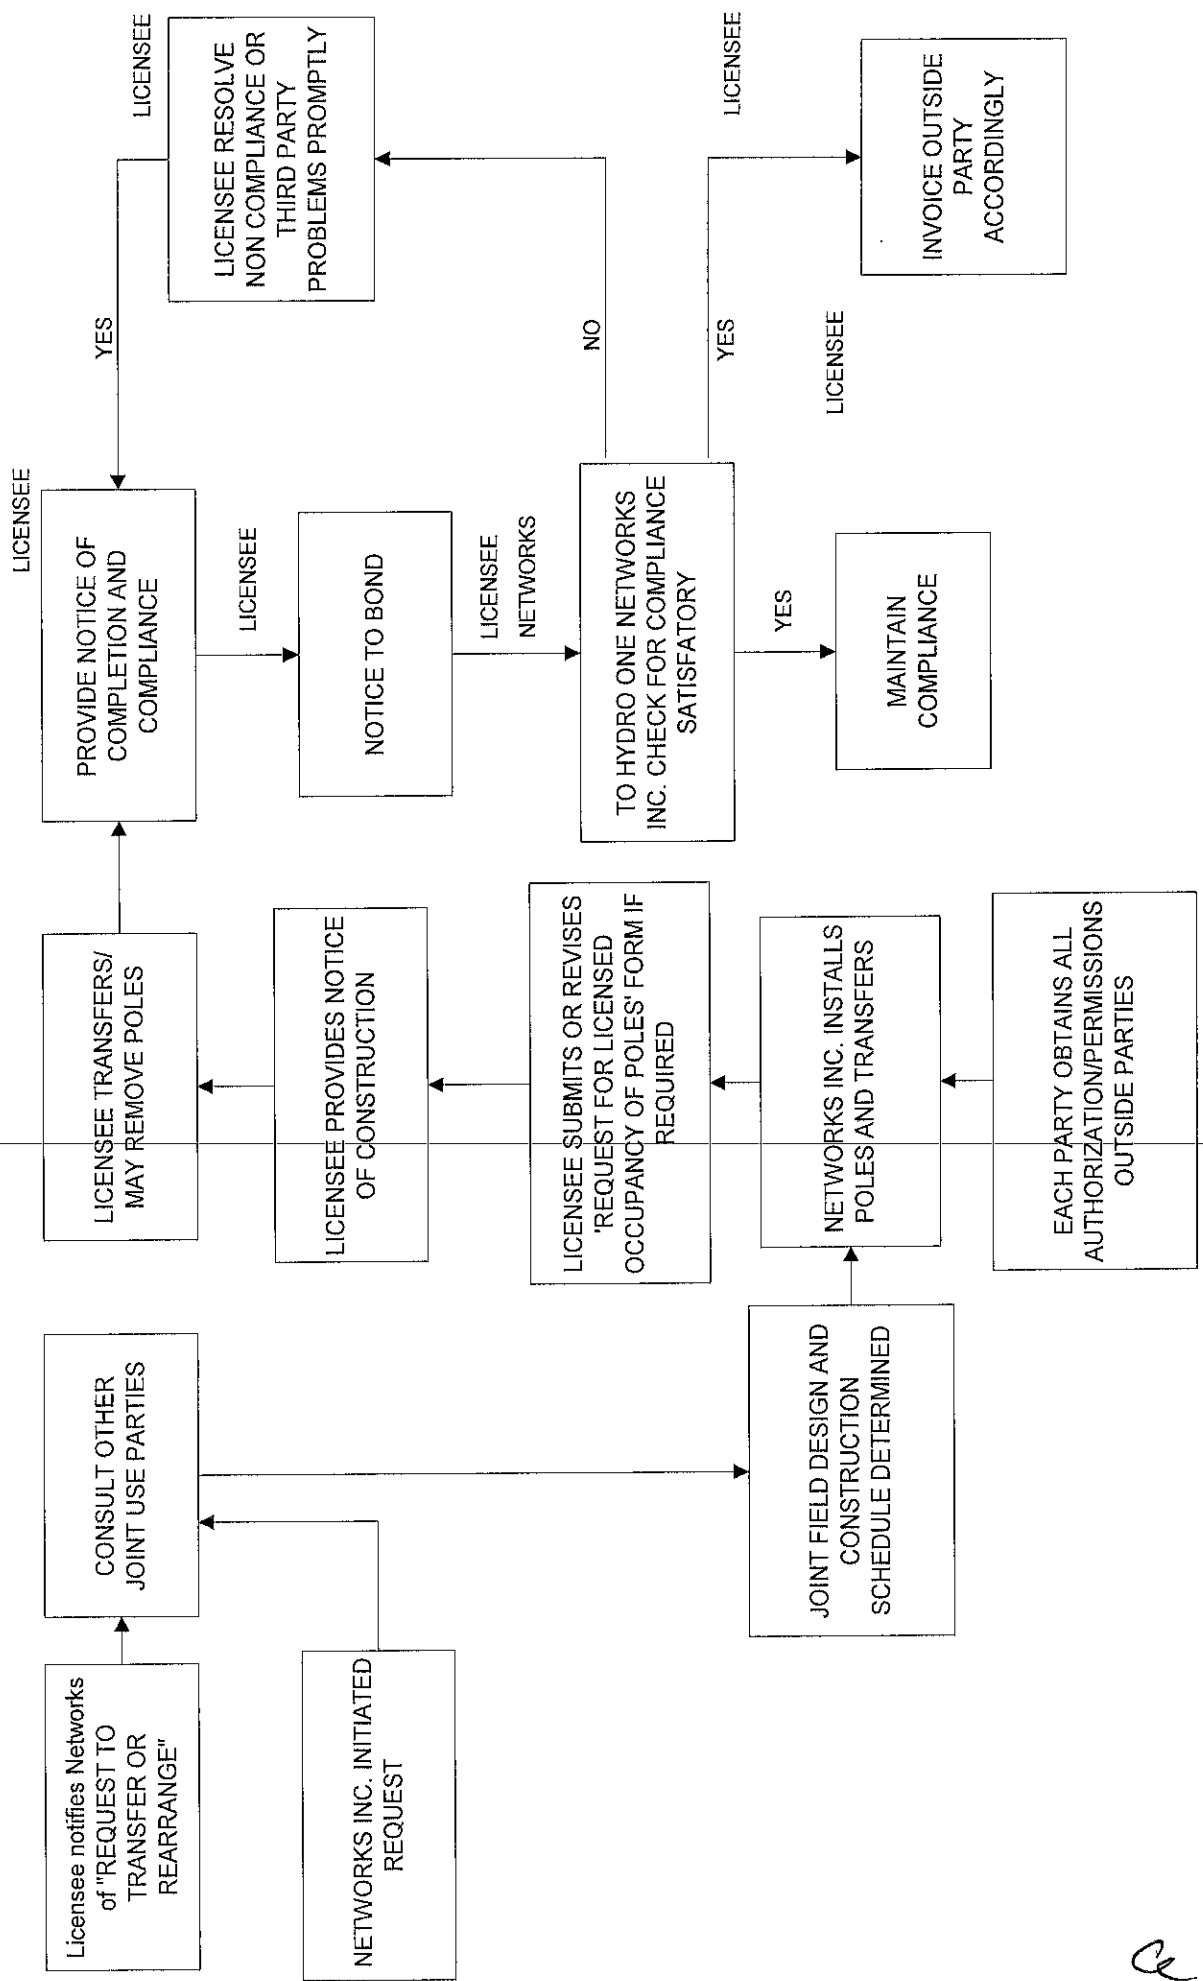 Licensee notifies Networks
of "REQUEST TO
TRANSFER OR
REARRANGE"
NETWORKS INC. INITIATED
REQUEST
CONSULT OTHER
JOINT USE PARTIES
JOINT FIELD DESIGN AND
CONSTRUCTION
SCHEDULE DETERMINED
LICENSEE TRANSFERS/
MAY REMOVE POLES
LICENSEE PROVIDES NOTICE
OF CONSTRUCTION
LICENSEE SUBMITS OR REVISES
'REQUEST FOR LICENSED
OCCUPANCY OF POLES' FORM IF
REQUIRED
NETWORKS INC. INSTALLS
POLES AND TRANSFERS
EACH PARTY OBTAINS ALL
AUTHORIZATION/PERMISSIONS
OUTSIDE PARTIES
LICENSEE
PROVIDE NOTICE OF
COMPLETION AND
COMPLIANCE
LICENSEE
NOTICE TO BOND
LICENSEE
NETWORKS
TO HYDRO ONE NETWORKS
INC. CHECK FOR COMPLIANCE
SATISFATORY
YES
MAINTAIN
COMPLIANCE
YES
NO
YES
LICENSEE
LICENSEE
LICENSEE RESOLVE
NON COMPLIANCE OR
THIRD PARTY
PROBLEMS PROMPTLY
LICENSEE
INVOICE OUTSIDE
PARTY
ACCORDINGLY